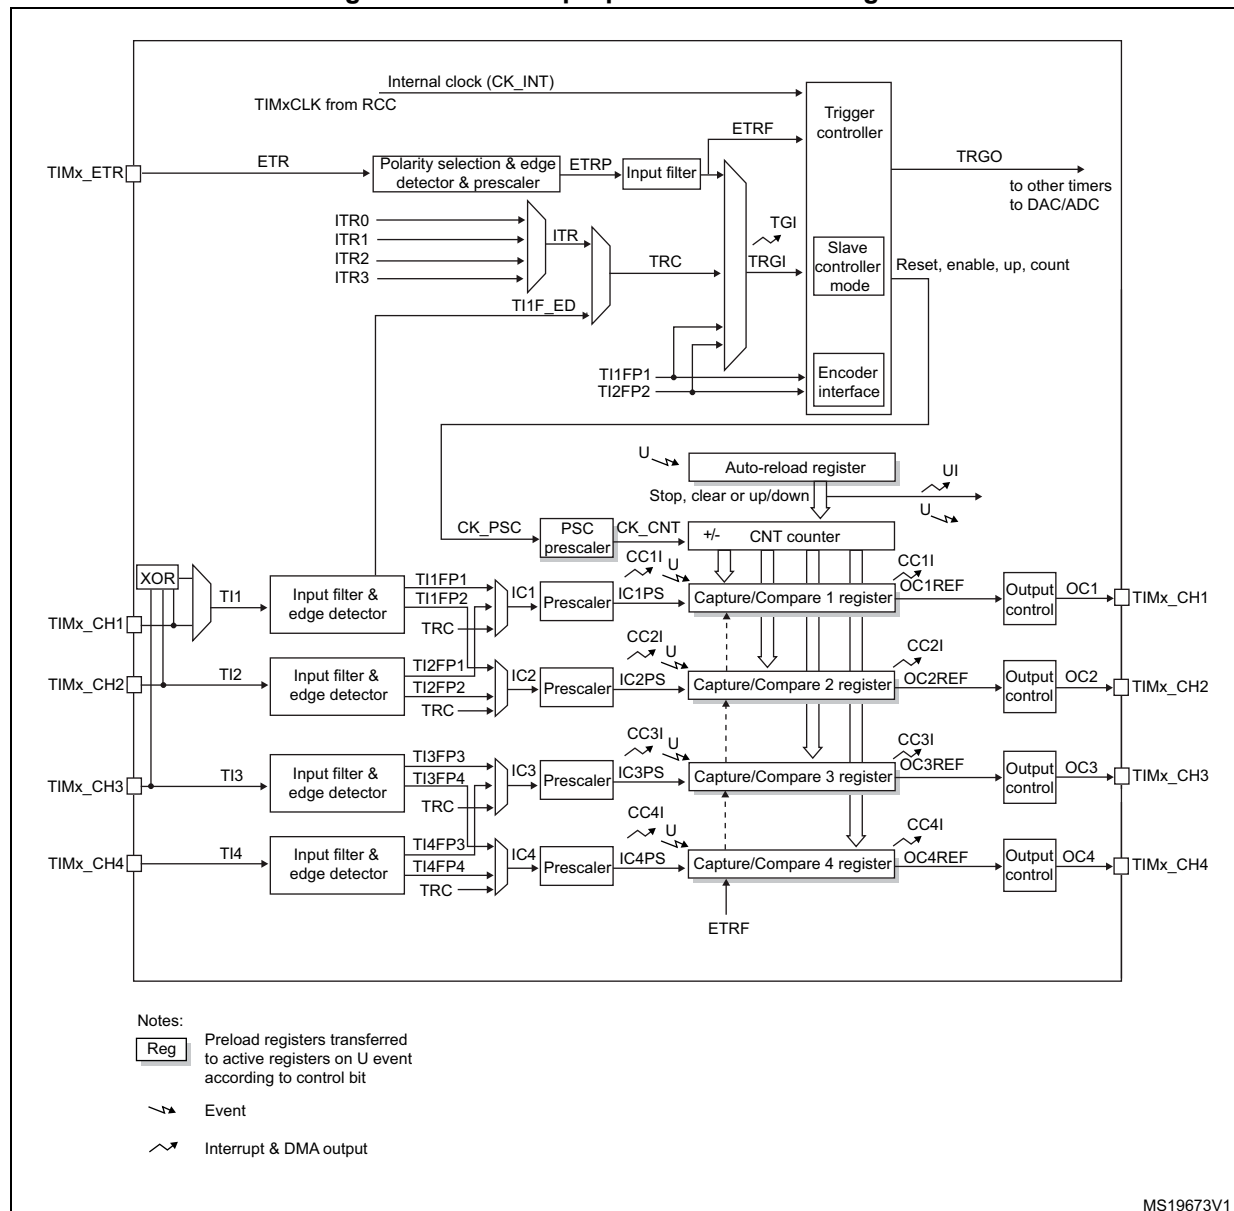 Internal clock (CK_INT)
TIMxCLK from RCC
Trigger
controller
ETRF
TIMx_ETR
ETR
Polarity selection & edge
detector & prescaler
ETRP
Input filter
TRGO
to other timers
to DAC/ADC
ITR0
ITR1
ITR2
ITR3
ITR
TRC
TGI
TRGI
Slave
controller
mode
Reset, enable, up, count
TI1F_ED
TI1FP1
TI2FP2
Encoder
interface
U
Auto-reload register
Stop, clear or up/down
UI
U
CK_PSC
PSC
prescaler
CK_CNT
+/-
CNT counter
XOR
TIMx_CH1
TI1
Input filter &
edge detector
TI1FP1
TI1FP2
TRC
IC1
Prescaler
CC1I
U
IC1PS
Capture/Compare 1 register
CC1I
OC1REF
Output
control
OC1
TIMx_CH1
TIMx_CH2
TI2
Input filter &
edge detector
TI2FP1
TI2FP2
TRC
IC2
Prescaler
CC2I
U
IC2PS
Capture/Compare 2 register
CC2I
OC2REF
Output
control
OC2
TIMx_CH2
TIMx_CH3
TI3
Input filter &
edge detector
TI3FP3
TI3FP4
TRC
IC3
Prescaler
CC3I
U
IC3PS
Capture/Compare 3 register
CC3I
OC3REF
Output
control
OC3
TIMx_CH3
TIMx_CH4
TI4
Input filter &
edge detector
TI4FP3
TI4FP4
TRC
IC4
Prescaler
CC4I
U
IC4PS
Capture/Compare 4 register
CC4I
OC4REF
Output
control
OC4
TIMx_CH4
ETRF
Notes:
Reg
Preload registers transferred
to active registers on U event
according to control bit
Event
Interrupt & DMA output
MS19673V1